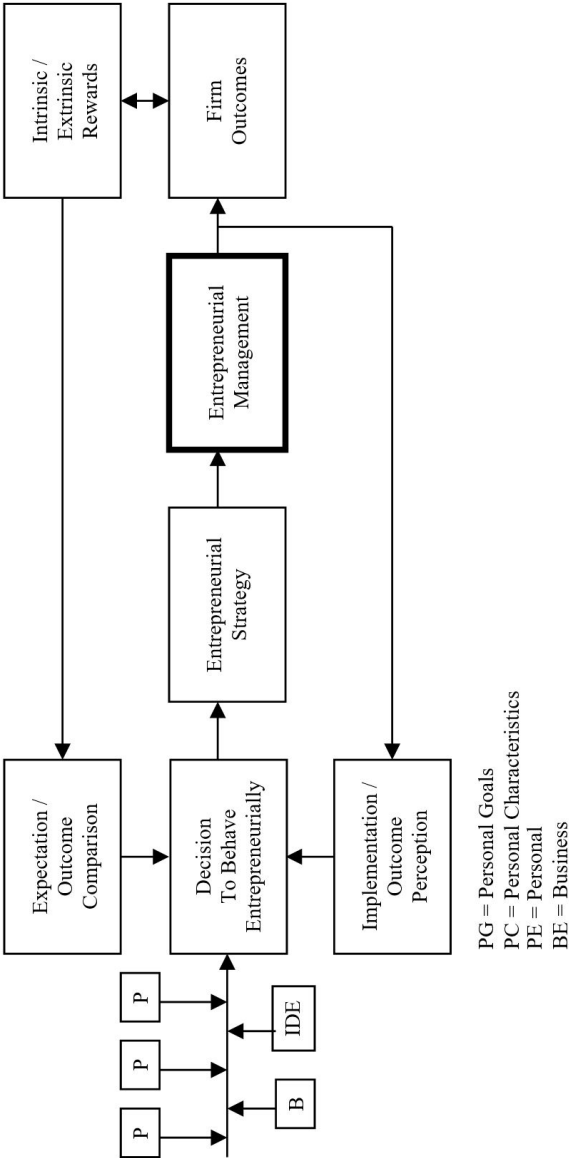 P
P
P
B
IDE
Expectation /
Outcome
Comparison
Decision
To Behave
Entrepreneurially
Implementation /
Outcome
Perception
Entrepreneurial
Strategy
Entrepreneurial
Management
Intrinsic /
Extrinsic
Rewards
Firm
Outcomes
PG = Personal Goals
PC = Personal Characteristics
PE = Personal
BE = Business